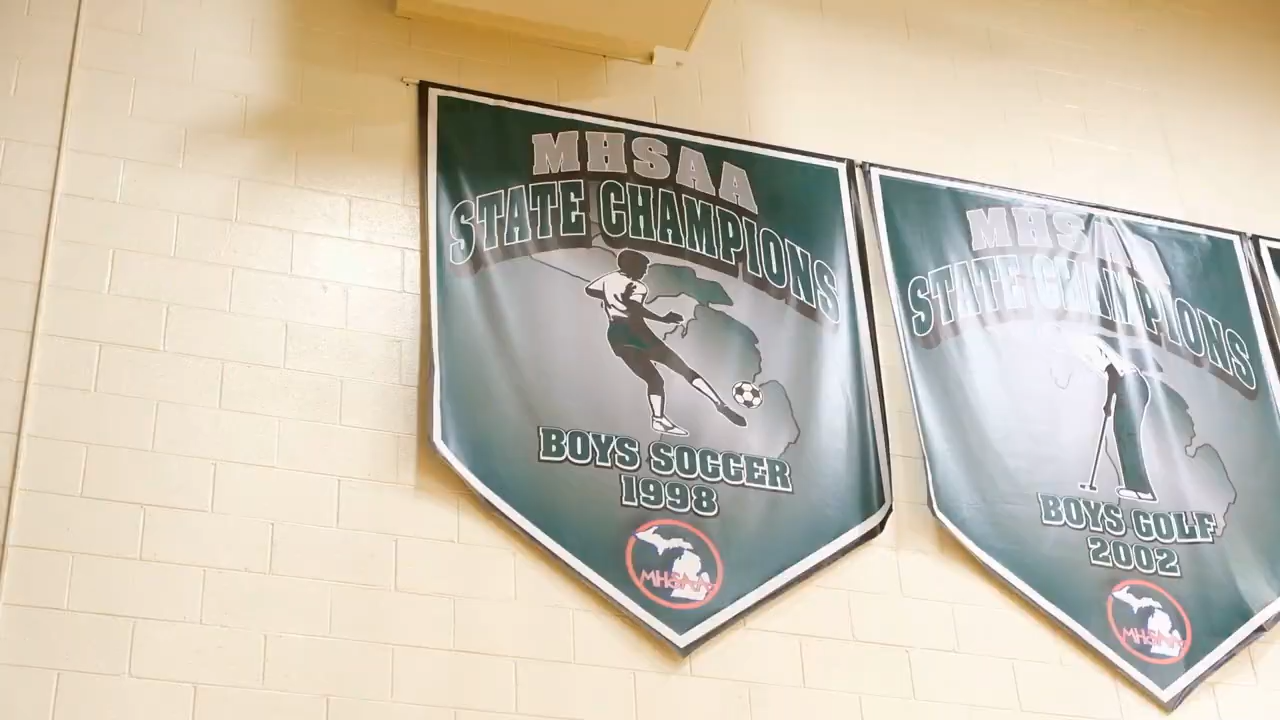 MHSAA
STATE CHAMPIONS
BOYS SOCCER
1998
MHSAA
MHSAA
STATE CHAMPIONS
BOYS GOLF
2002
MHSAA